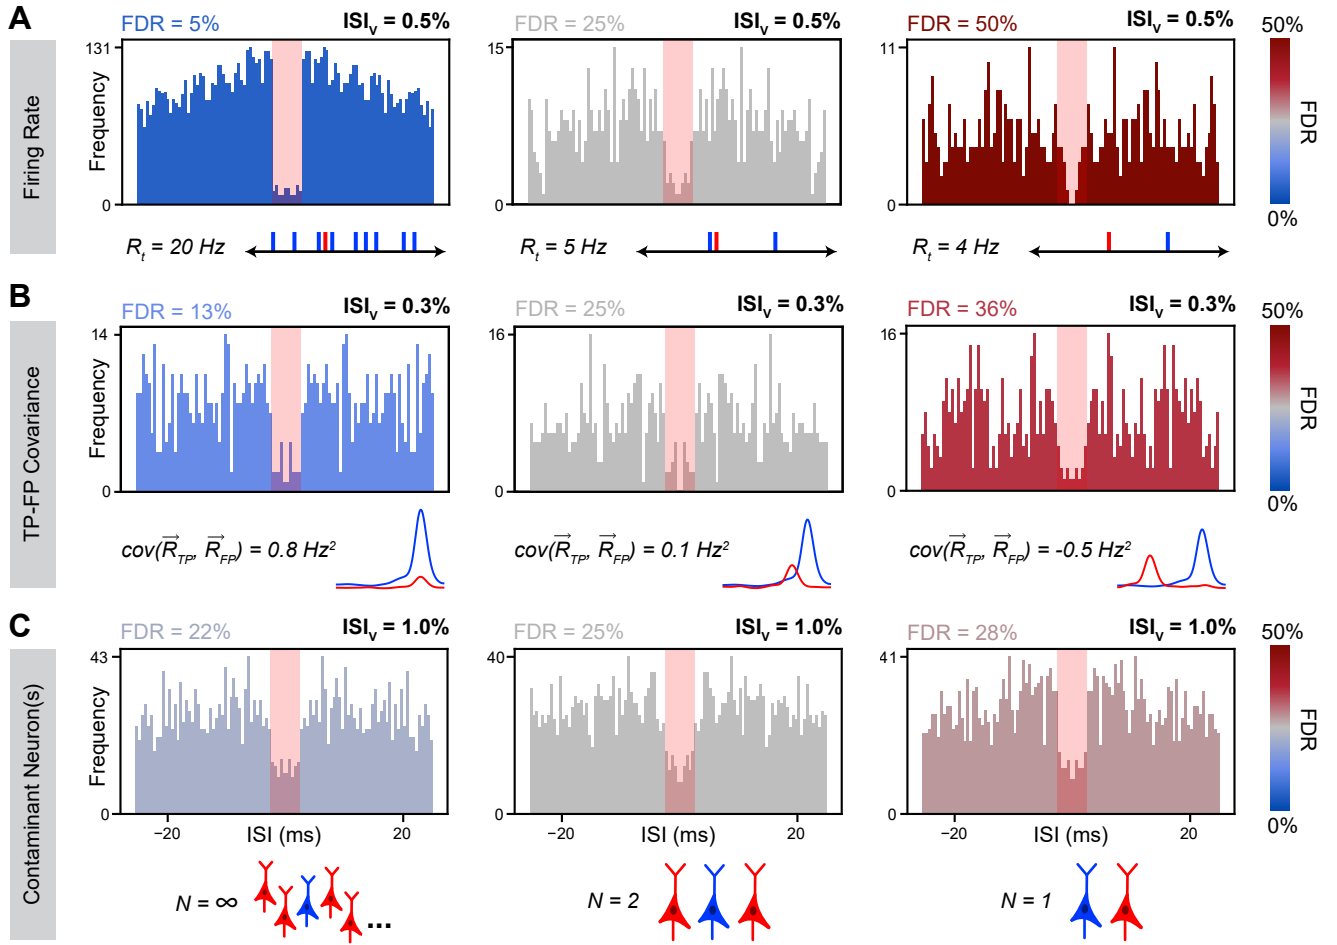 A
Firing Rate
FDR = 5%
ISIv = 0.5%
131
0
Frequency
Rt = 20 Hz
FDR = 25%
ISIv = 0.5%
15
0
Rt = 5 Hz
FDR = 50%
ISIv = 0.5%
11
0
Rt = 4 Hz
50%
FDR
0%
B
TP-FP Covariance
FDR = 13%
ISIv = 0.3%
14
0
Frequency
cov(R⃗TP, R⃗FP) = 0.8 Hz²
FDR = 25%
ISIv = 0.3%
16
0
cov(R⃗TP, R⃗FP) = 0.1 Hz²
FDR = 36%
ISIv = 0.3%
16
0
cov(R⃗TP, R⃗FP) = -0.5 Hz²
50%
FDR
0%
C
Contaminant Neuron(s)
FDR = 22%
ISIv = 1.0%
43
0
Frequency
−20
ISI (ms)
20
N = ∞
...
FDR = 25%
ISIv = 1.0%
40
0
−20
ISI (ms)
20
N = 2
FDR = 28%
ISIv = 1.0%
41
0
−20
ISI (ms)
20
N = 1
50%
FDR
0%